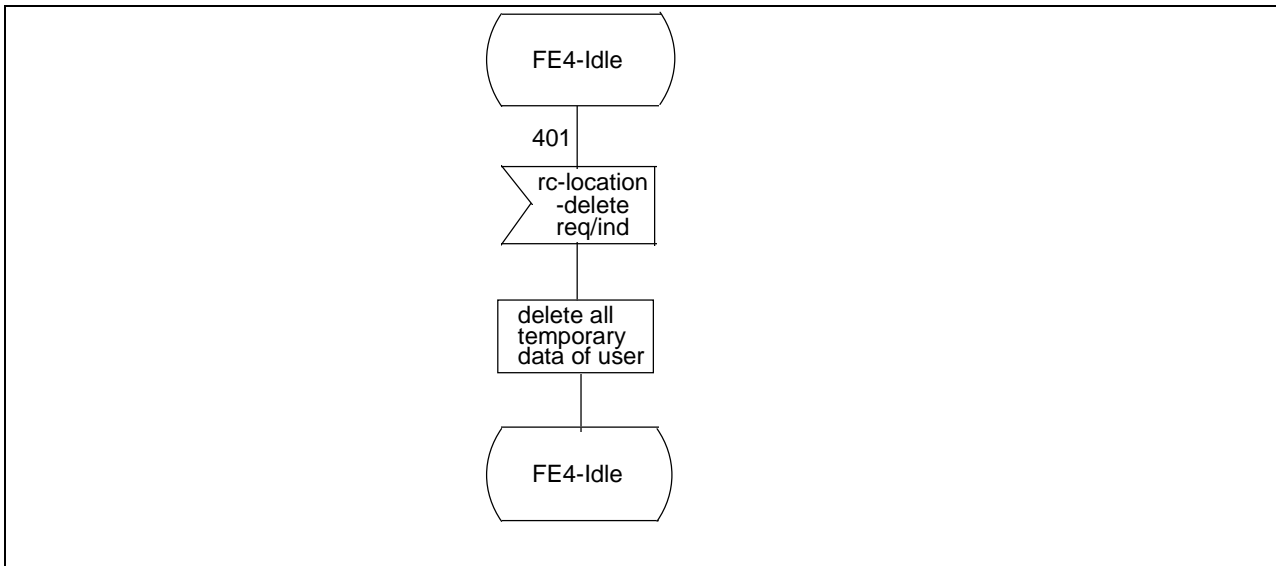 FE4-Idle
401
rc-location
-delete
req/ind
delete all
temporary
data of user
FE4-Idle